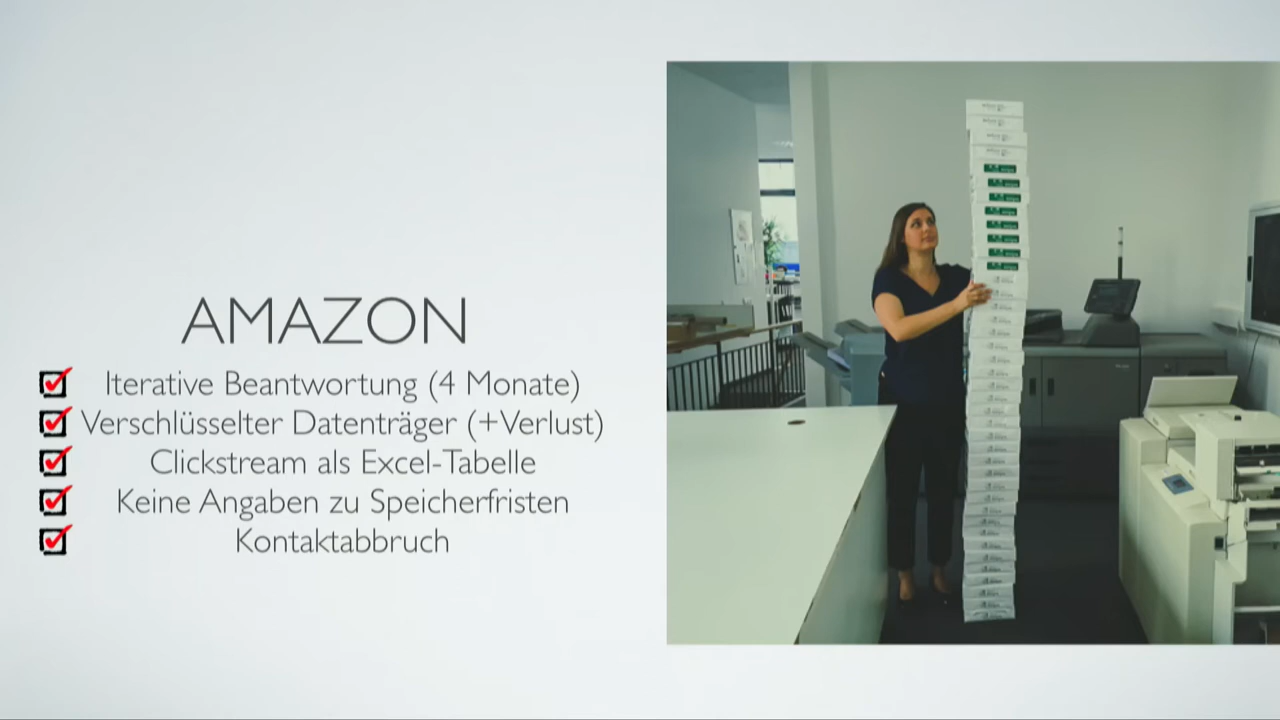 AMAZON
Iterative Beantwortung (4 Monate)
Verschlüsselter Datenträger (+Verlust)
Clickstream als Excel-Tabelle
Keine Angaben zu Speicherfristen
Kontaktabbruch